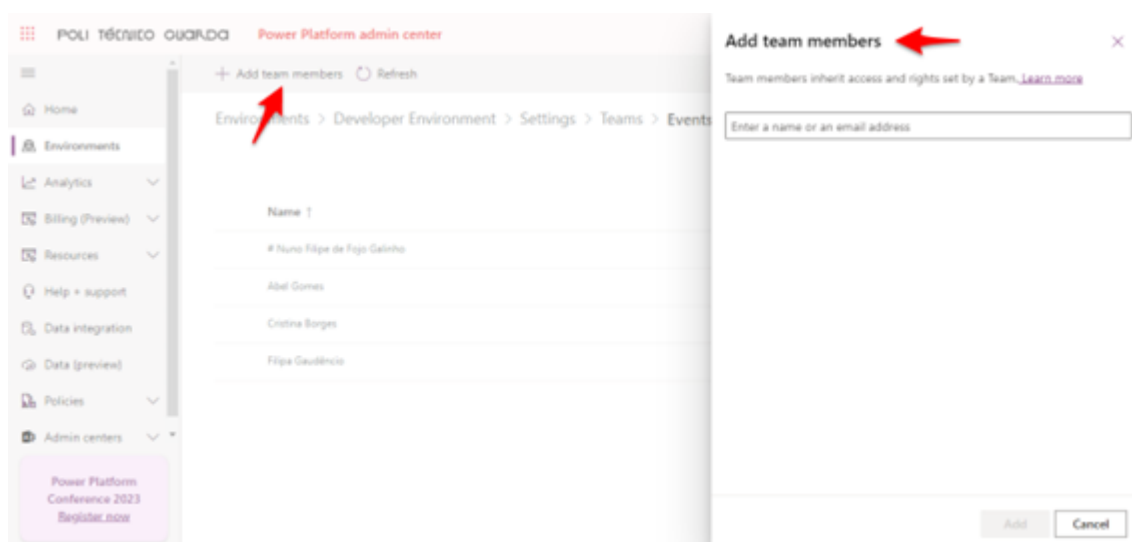 POLI TÉCNICO GUARDA Power Platform admin center
+ Add team members Refresh
Home
Environments
Analytics
Billing (Preview)
Resources
Help + support
Data integration
Data (preview)
Policies
Admin centers
Power Platform
Conference 2023
Register now
Environments > Developer Environment > Settings > Teams > Events
Name ↑
# Nuno Filipe de Fojo Galinho
Abel Gomes
Cristina Borges
Filipa Gaudêncio
Add team members
Team members inherit access and rights set by a Team. Learn more
Enter a name or an email address
Add Cancel